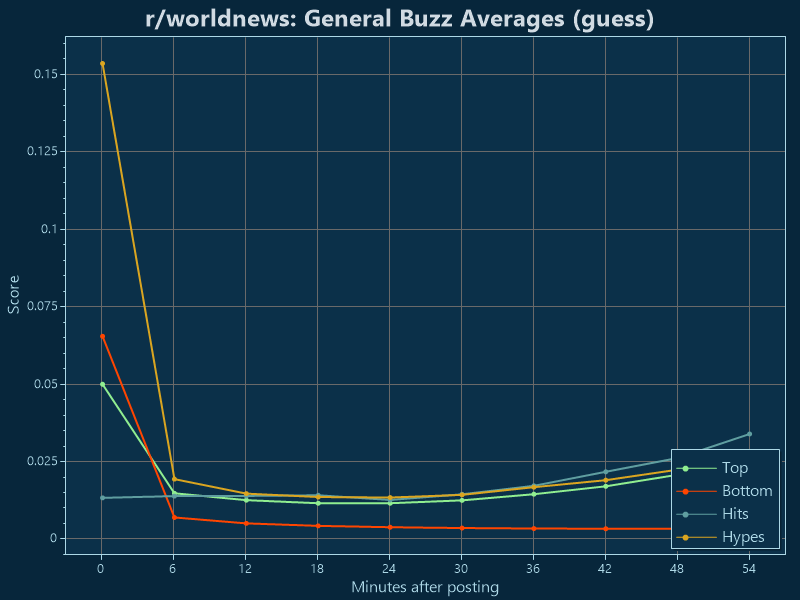 r/worldnews: General Buzz Averages (guess)
Score
0.15
0.125
0.1
0.075
0.05
0.025
0
0 6 12 18 24 30 36 42 48 54
Minutes after posting
Top
Bottom
Hits
Hypes